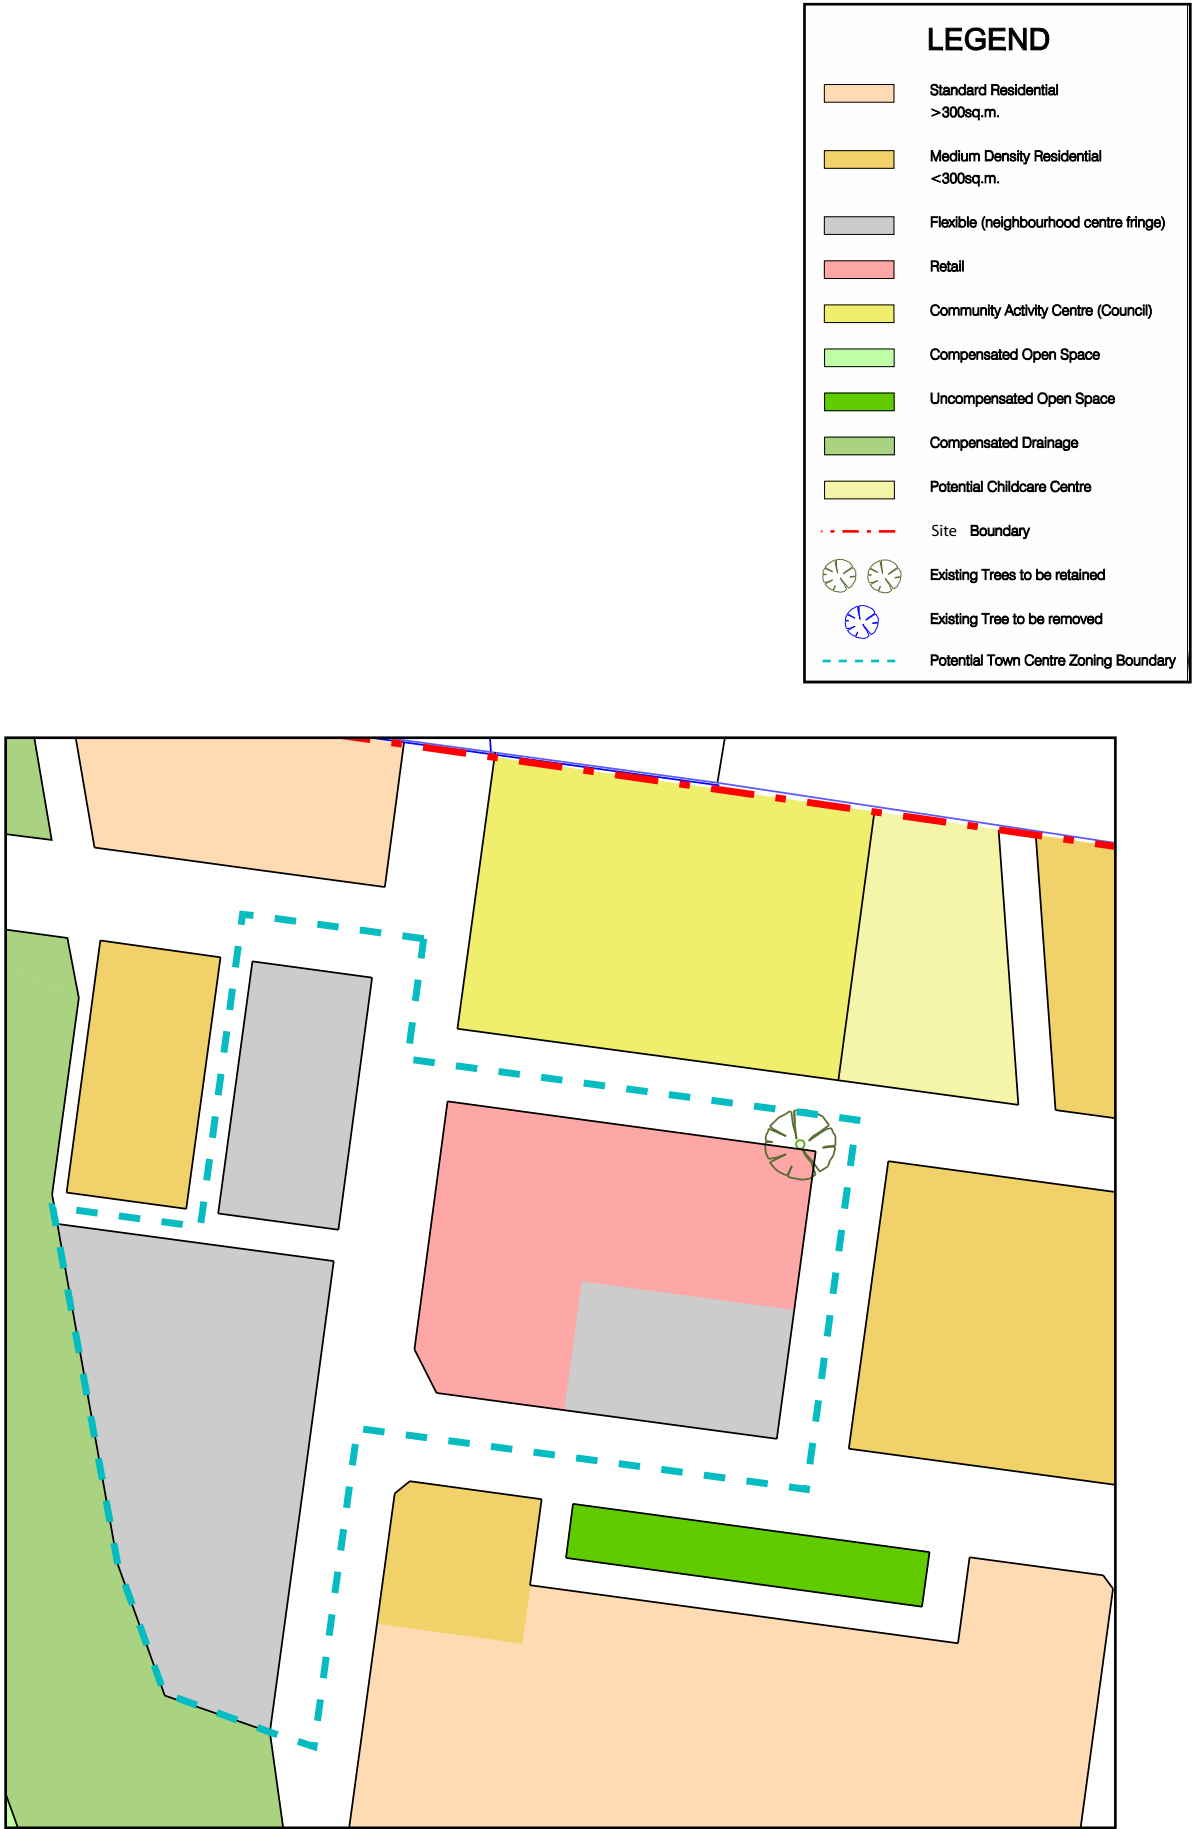 LEGEND
Standard Residential
>300sq.m.
Medium Density Residential
<300sq.m.
Flexible (neighbourhood centre fringe)
Retail
Community Activity Centre (Council)
Compensated Open Space
Uncompensated Open Space
Compensated Drainage
Potential Childcare Centre
Site Boundary
Existing Trees to be retained
Existing Tree to be removed
Potential Town Centre Zoning Boundary